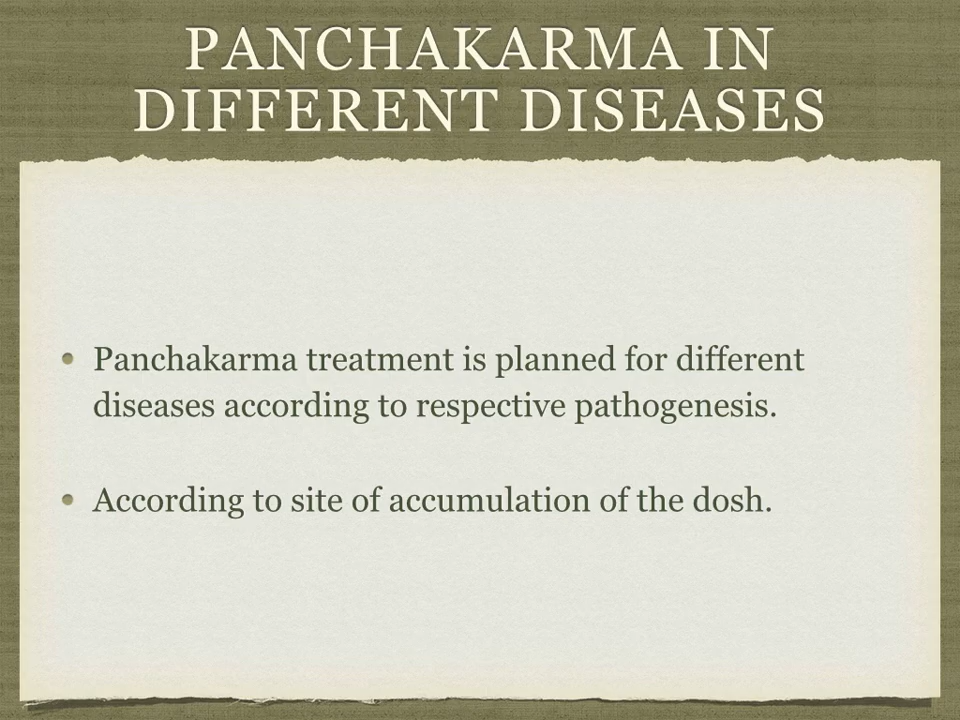 PANCHAKARMA IN
DIFFERENT DISEASES
• Panchakarma treatment is planned for different
diseases according to respective pathogenesis.
• According to site of accumulation of the dosh.